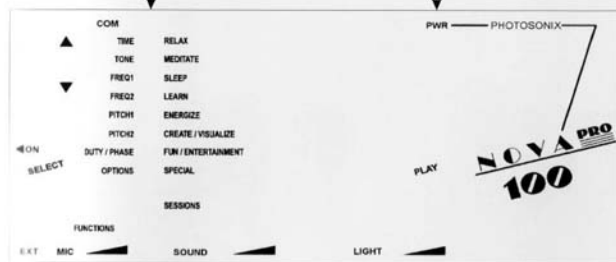 COM
PWR PHOTOSONIX
TIME RELAX
TONE MEDITATE
FREQ1 SLEEP
FREQ2 LEARN
PITCH1 ENERGIZE
PITCH2 CREATE / VISUALIZE
ON DUTY / PHASE FUN / ENTERTAINMENT
SELECT OPTIONS SPECIAL PLAY
NOVA PRO
100
SESSIONS
FUNCTIONS
EXT MIC SOUND LIGHT